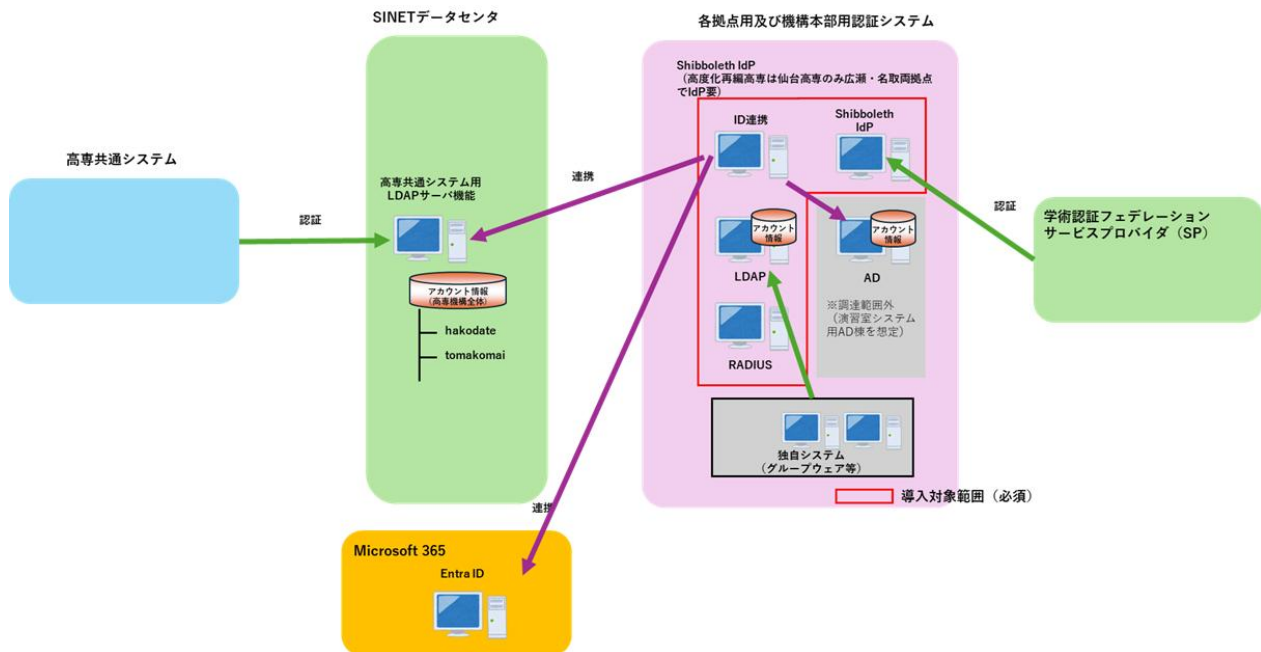 SINETデータセンタ
各拠点用及び機構本部用認証システム
Shibboleth IdP
（高度化再編高専は仙台高専のみ広瀬・名取両拠点
でIdP要）
ID連携
Shibboleth
IdP
高専共通システム
高専共通システム用
LDAPサーバ機能
連携
認証
認証
学術認証フェデレーション
サービスプロバイダ（SP）
アカウント
情報
アカウント
情報
LDAP
AD
アカウント情報
（高専機構全体）
※調達範囲外
（演習室システム
用AD様を想定）
hakodate
tomakomai
RADIUS
独自システム
（グループウェア等）
導入対象範囲（必須）
連携
Microsoft 365
Entra ID